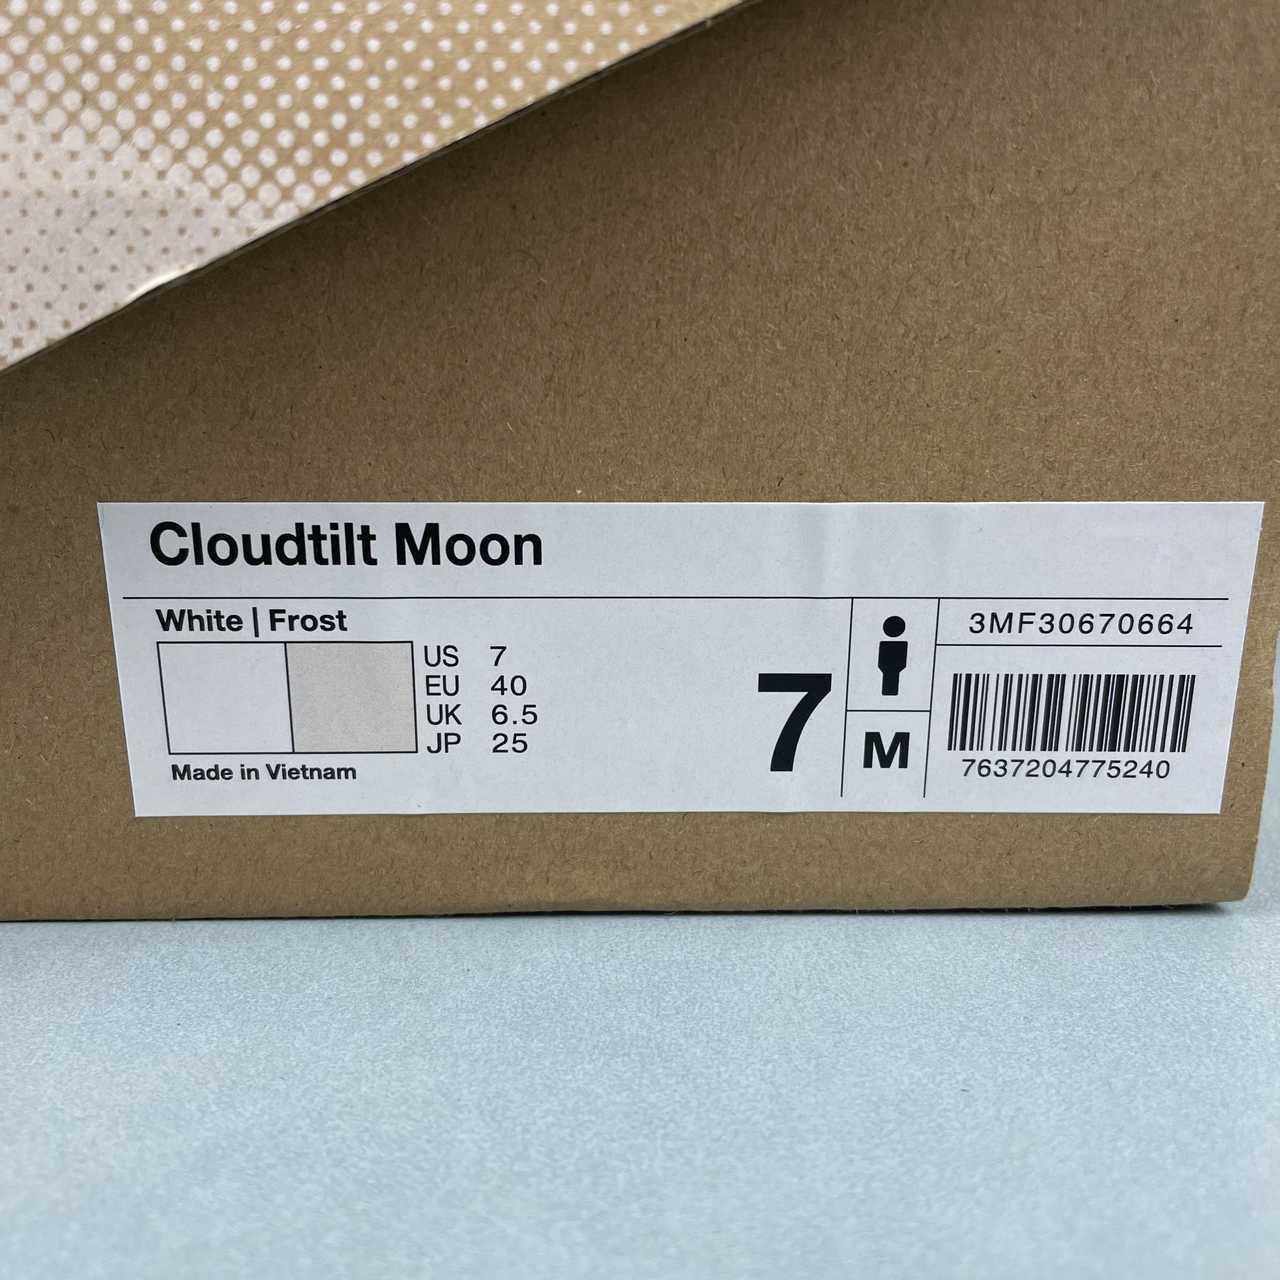 Cloudtilt Moon
White | Frost
US 7
EU 40
UK 6.5
JP 25
Made in Vietnam
7
M
3MF30670664
7637204775240